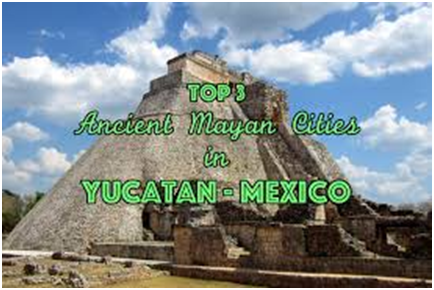 TOP 3
Ancient Mayan Cities
in
YUCATAN - MEXICO